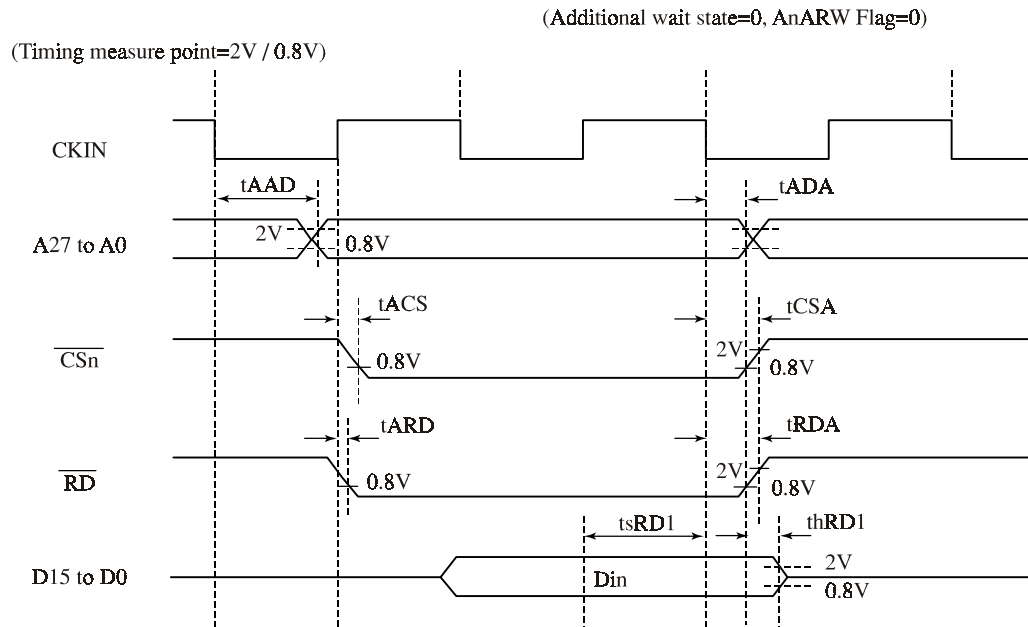 (Additional wait state=0, AnARW Flag=0)
(Timing measure point=2V / 0.8V)
CKIN
tAAD
tADA
2V
0.8V
A27 to A0
tACS
tCSA
CSn
0.8V
2V
0.8V
tARD
tRDA
RD
0.8V
2V
0.8V
tsRD1
thRD1
D15 to D0
Din
2V
0.8V